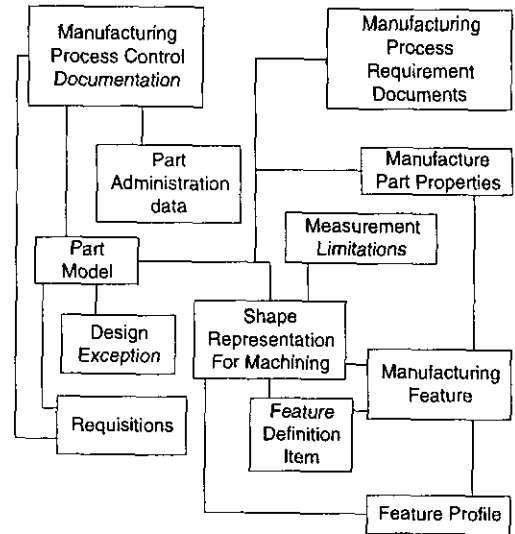 Manufacturing
Process Control
Documentation
Manufacturing
Process
Requirement
Documents
Part
Administration
data
Manufacture
Part Properties
Part
Model
Measurement
Limitations
Design
Exception
Shape
Representation
For Machining
Manufacturing
Feature
Requisitions
Feature
Definition
Item
Feature Profile